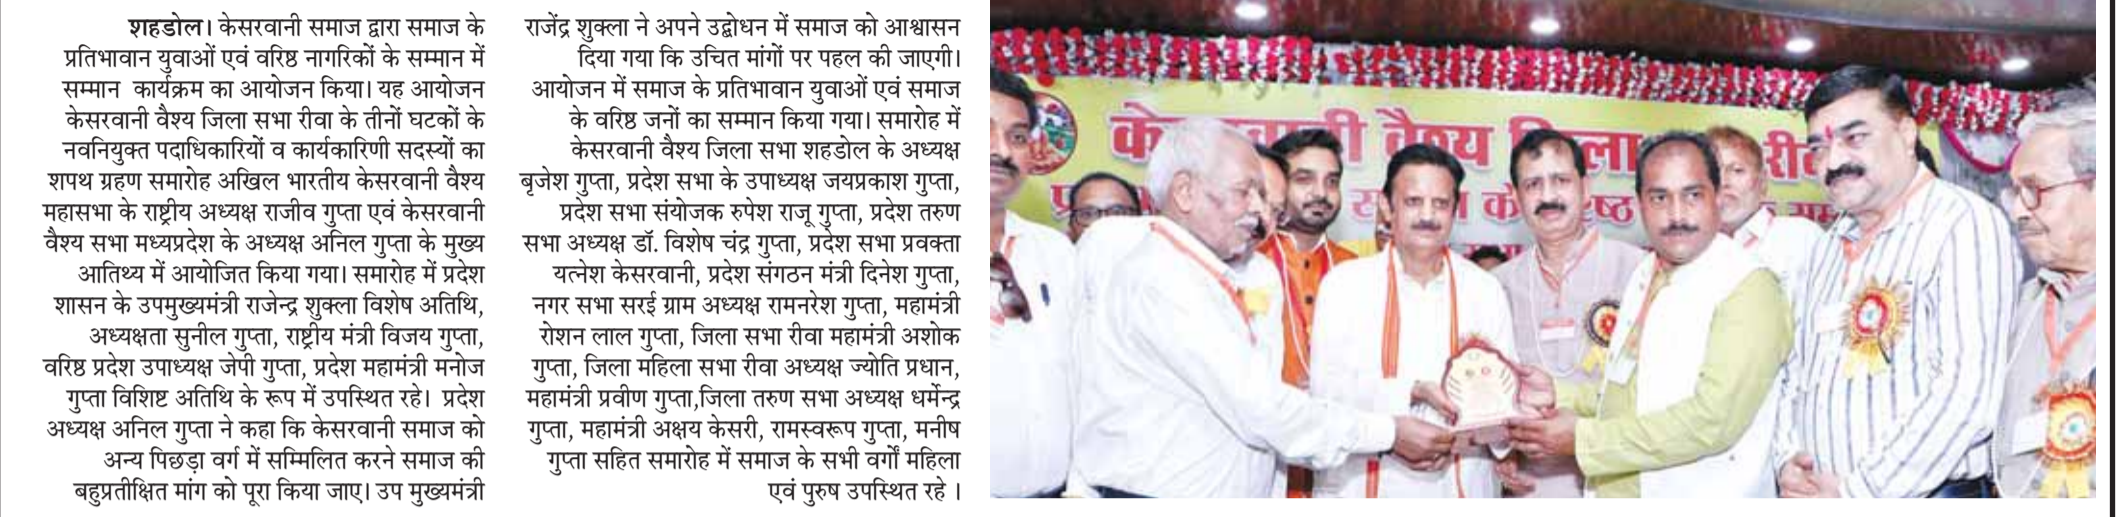 शहडोल। केसरवानी समाज द्वारा समाज के
प्रतिभावान युवाओं एवं वरिष्ठ नागरिकों के सम्मान में
सम्मान कार्यक्रम का आयोजन किया। यह आयोजन
केसरवानी वैश्य जिला सभा रीवा के तीनों घटकों के
नवनियुक्त पदाधिकारियों व कार्यकारिणी सदस्यों का
शपथ ग्रहण समारोह अखिल भारतीय केसरवानी वैश्य
महासभा के राष्ट्रीय अध्यक्ष राजीव गुप्ता एवं केसरवानी
वैश्य सभा मध्यप्रदेश के अध्यक्ष अनिल गुप्ता के मुख्य
आतिथ्य में आयोजित किया गया। समारोह में प्रदेश
शासन के उपमुख्यमंत्री राजेन्द्र शुक्ला विशेष अतिथि,
अध्यक्षता सुनील गुप्ता, राष्ट्रीय मंत्री विजय गुप्ता,
वरिष्ठ प्रदेश उपाध्यक्ष जेपी गुप्ता, प्रदेश महामंत्री मनोज
गुप्ता विशिष्ट अतिथि के रूप में उपस्थित रहे। प्रदेश
अध्यक्ष अनिल गुप्ता ने कहा कि केसरवानी समाज को
अन्य पिछड़ा वर्ग में सम्मिलित करने समाज की
बहुप्रतीक्षित मांग को पूरा किया जाए। उप मुख्यमंत्री
राजेंद्र शुक्ला ने अपने उद्बोधन में समाज को आश्वासन
दिया गया कि उचित मांगों पर पहल की जाएगी।
आयोजन में समाज के प्रतिभावान युवाओं एवं समाज
के वरिष्ठ जनों का सम्मान किया गया। समारोह में
केसरवानी वैश्य जिला सभा शहडोल के अध्यक्ष
बृजेश गुप्ता, प्रदेश सभा के उपाध्यक्ष जयप्रकाश गुप्ता,
प्रदेश सभा संयोजक रुपेश राजू गुप्ता, प्रदेश तरुण
सभा अध्यक्ष डॉ. विशेष चंद्र गुप्ता, प्रदेश सभा प्रवक्ता
यत्नेश केसरवानी, प्रदेश संगठन मंत्री दिनेश गुप्ता,
नगर सभा सरई ग्राम अध्यक्ष रामनरेश गुप्ता, महामंत्री
रोशन लाल गुप्ता, जिला सभा रीवा महामंत्री अशोक
गुप्ता, जिला महिला सभा रीवा अध्यक्ष ज्योति प्रधान,
महामंत्री प्रवीण गुप्ता,जिला तरुण सभा अध्यक्ष धर्मेन्द्र
गुप्ता, महामंत्री अक्षय केसरी, रामस्वरूप गुप्ता, मनीष
गुप्ता सहित समारोह में समाज के सभी वर्गों महिला
एवं पुरुष उपस्थित रहे ।
वैश्य